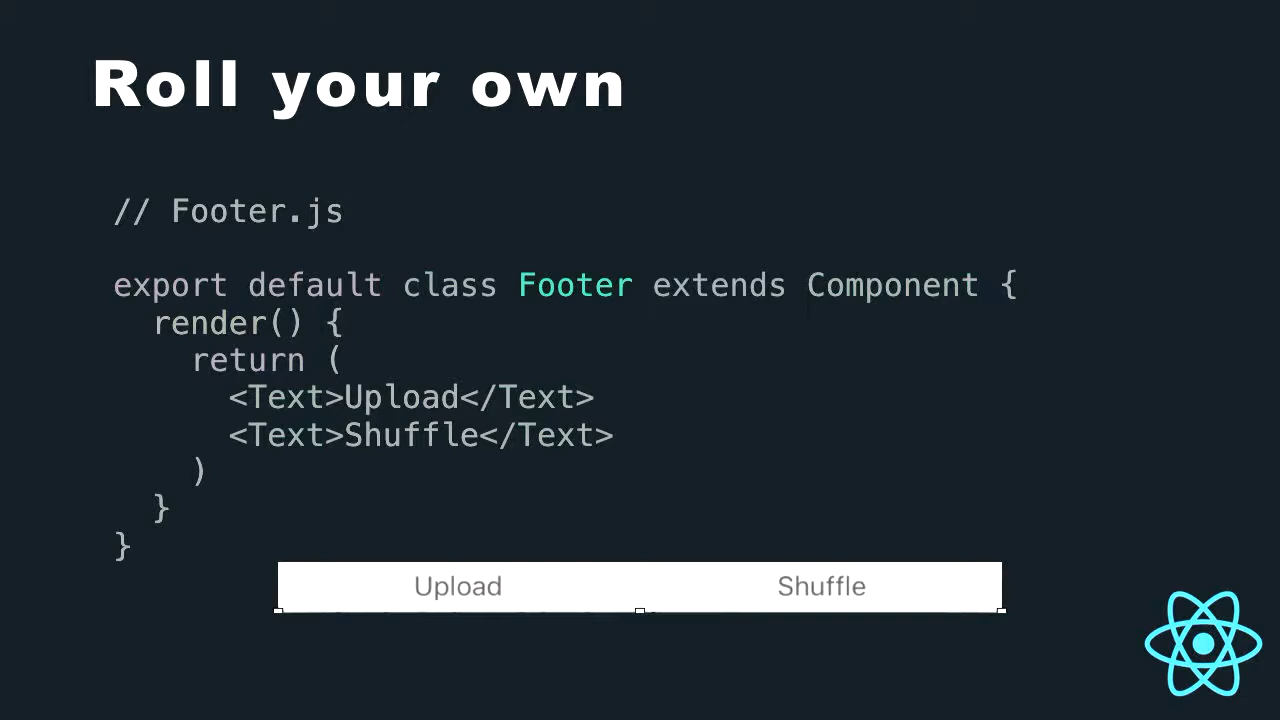 Roll your own
// Footer.js
export default class Footer extends Component {
  render() {
    return (
      <Text>Upload</Text>
      <Text>Shuffle</Text>
    )
  }
}
Upload Shuffle